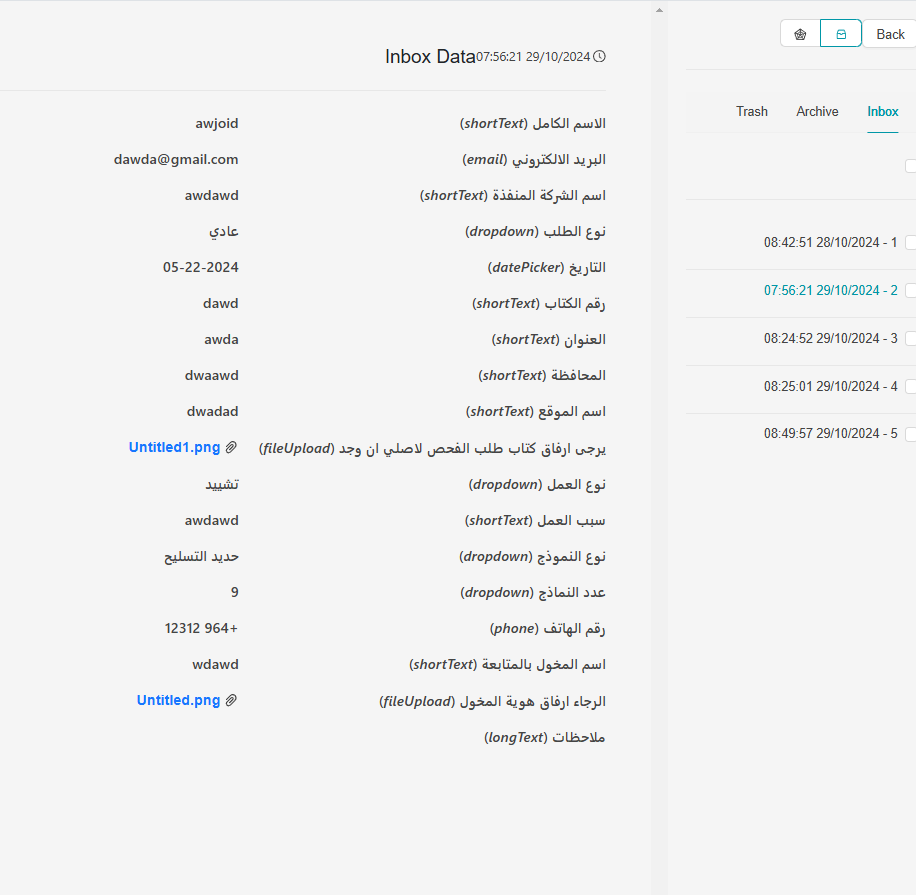 Back
Inbox Archive Trash
1 - 28/10/2024 08:42:51
2 - 29/10/2024 07:56:21
3 - 29/10/2024 08:24:52
4 - 29/10/2024 08:25:01
5 - 29/10/2024 08:49:57
Inbox Data 07:56:21 29/10/2024
الاسم الكامل (shortText) awjoid
البريد الالكتروني (email) dawda@gmail.com
اسم الشركة المنفذة (shortText) awdawd
نوع الطلب (dropdown) عادي
التاريخ (datePicker) 05-22-2024
رقم الكتاب (shortText) dawd
العنوان (shortText) awda
المحافظة (shortText) dwaawd
اسم الموقع (shortText) dwadad
يرجى ارفاق كتاب طلب الفحص لاصلي ان وجد (fileUpload) Untitled1.png
نوع العمل (dropdown) تشييد
سبب العمل (shortText) awdawd
نوع النموذج (dropdown) حديد التسليح
عدد النماذج (dropdown) 9
رقم الهاتف (phone) 12312 964+
اسم المخول بالمتابعة (shortText) wdawd
الرجاء ارفاق هوية المخول (fileUpload) Untitled.png
ملاحظات (longText)